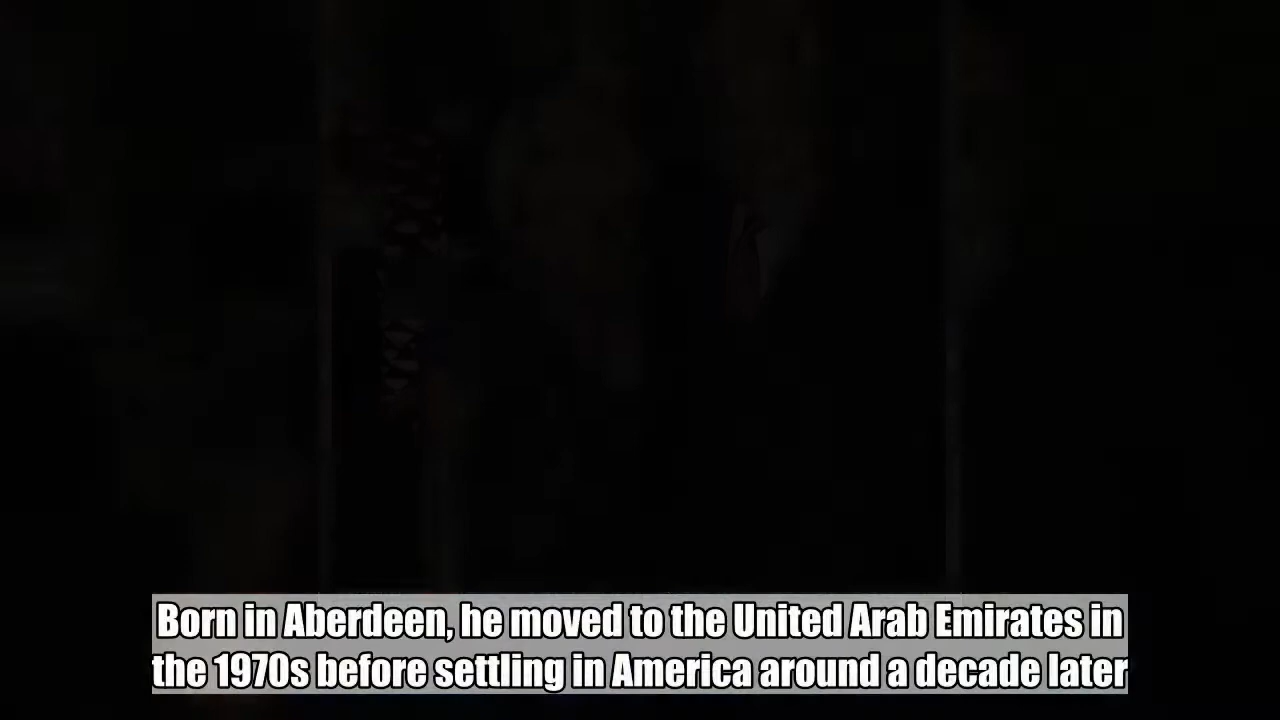 Born in Aberdeen, he moved to the United Arab Emirates in
the 1970s before settling in America around a decade later